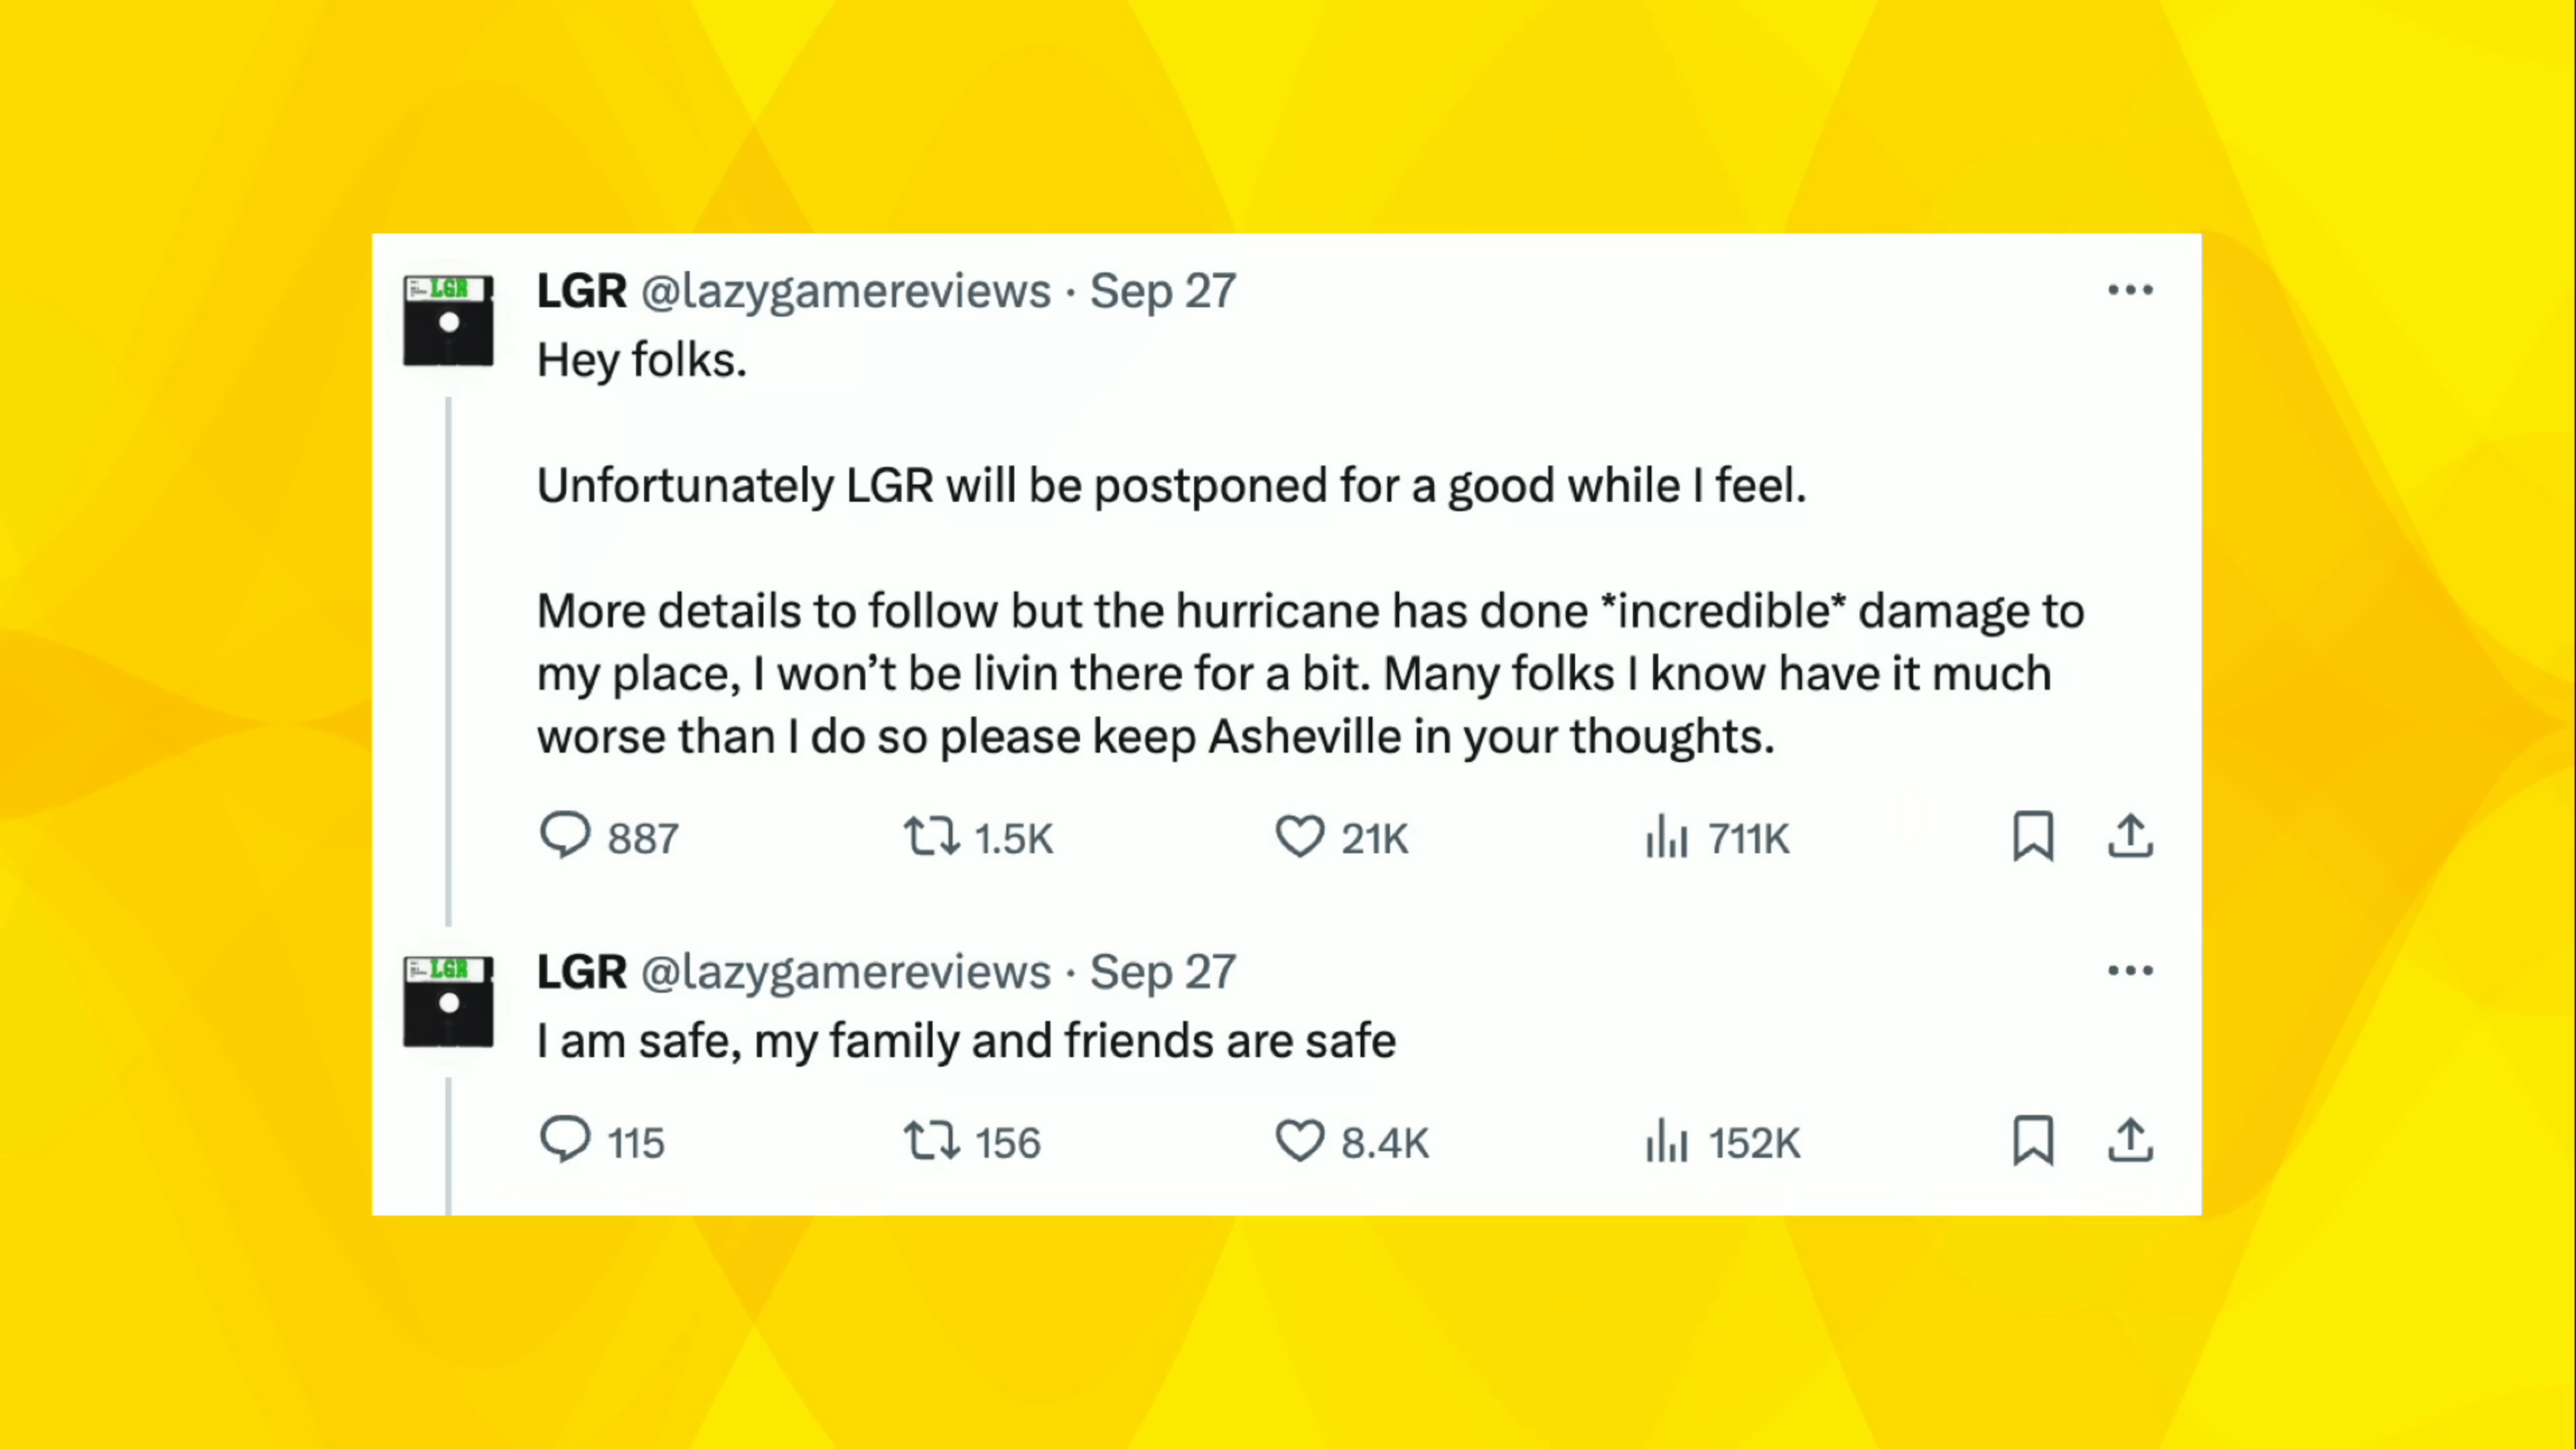 LGR
LGR @lazygamereviews · Sep 27
Hey folks.
Unfortunately LGR will be postponed for a good while I feel.
More details to follow but the hurricane has done *incredible* damage to
my place, I won’t be livin there for a bit. Many folks I know have it much
worse than I do so please keep Asheville in your thoughts.
887 1.5K 21K 711K
LGR
LGR @lazygamereviews · Sep 27
I am safe, my family and friends are safe
115 156 8.4K 152K